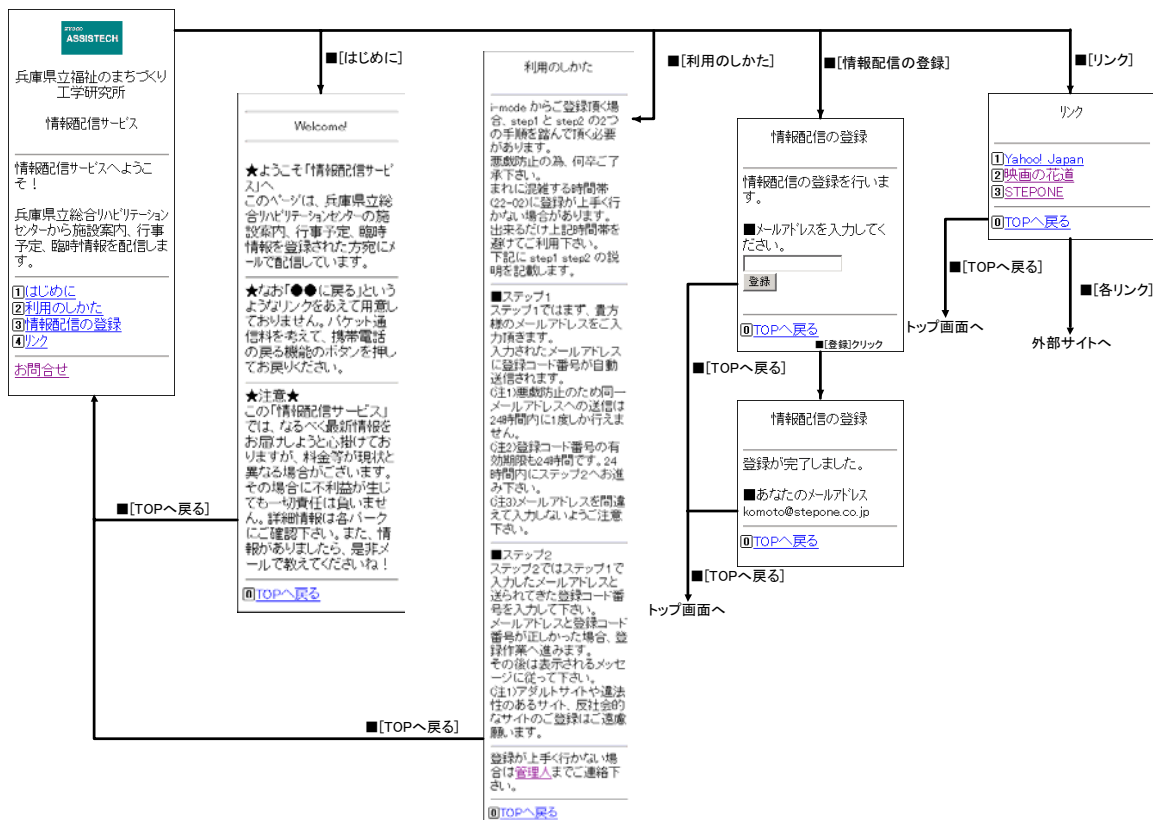 HYOGO
ASSISTECH
兵庫県立福祉のまちづくり
工学研究所
情報配信サービス
情報配信サービスへようこ
そ！
兵庫県立総合リハビリテーション
センターから施設案内、行事
予定、臨時情報を配信しま
す。
1はじめに
2利用のしかた
3情報配信の登録
4リンク
お問合せ
■[はじめに]
Welcome!
★ようこそ「情報配信サービ
ス」へ
このページは、兵庫県立総
合リハビリテーションセンターの施
設案内、行事予定、臨時
情報を登録された方宛にメ
ールで配信しています。
★なお「●●に戻る」という
ようなリンクをあえて用意し
ておりません。パケット通
信料を考えて、携帯電話
の戻る機能のボタンを押し
てお戻りください。
★注意★
この「情報配信サービス」
では、なるべく最新情報を
お届けしようと心掛けてお
りますが、料金等が現状と
異なる場合がございます。
その場合に不利益が生じ
ても一切責任は負いませ
ん。詳細情報は各パーク
にご確認下さい。また、情
報がありましたら、是非メ
ールで教えてくださいね！
0TOPへ戻る
■[TOPへ戻る]
■[利用のしかた]
利用のしかた
i-mode からご登録頂く場
合、step1 と step2 の2つ
の手順を踏んで頂く必要
があります。
悪戯防止の為、何卒ご了
承下さい。
まれに混雑する時間帯
(22-02)に登録が上手く行
かない場合があります。
出来るだけ上記時間帯を
避けてご利用下さい。
下記に step1 step2 の説
明を記載します。
■ステップ1
ステップ1ではまず、貴方
様のメールアドレスをご入
力頂きます。
入力されたメールアドレス
に登録コード番号が自動
送信されます。
(注1)悪戯防止のため同一
メールアドレスへの送信は
24時間内に1度しか行えま
せん。
(注2)登録コード番号の有
効期限も24時間です。24
時間内にステップ2へお進
み下さい。
(注3)メールアドレスを間違
えて入力しないようご注意
下さい。
■ステップ2
ステップ2ではステップ1で
入力したメールアドレスと
送られてきた登録コード番
号を入力して下さい。
メールアドレスと登録コード
番号が正しかった場合、登
録作業へ進みます。
その後は表示されるメッセ
ージに従って下さい。
(注1)アダルトサイトや違法
性のあるサイト、反社会的
なサイトのご登録はご遠慮
願います。
登録が上手く行かない場
合は管理人までご連絡下
さい。
0TOPへ戻る
■[TOPへ戻る]
■[情報配信の登録]
情報配信の登録
情報配信の登録を行いま
す。
■メールアドレスを入力してく
ださい。
登録
0TOPへ戻る
■[登録]クリック
■[TOPへ戻る]
情報配信の登録
登録が完了しました。
■あなたのメールアドレス
komoto@stepone.co.jp
0TOPへ戻る
■[TOPへ戻る]
トップ画面へ
■[リンク]
リンク
1Yahoo! Japan
2映画の花道
3STEPONE
0TOPへ戻る
■[TOPへ戻る]
トップ画面へ
■[各リンク]
外部サイトへ